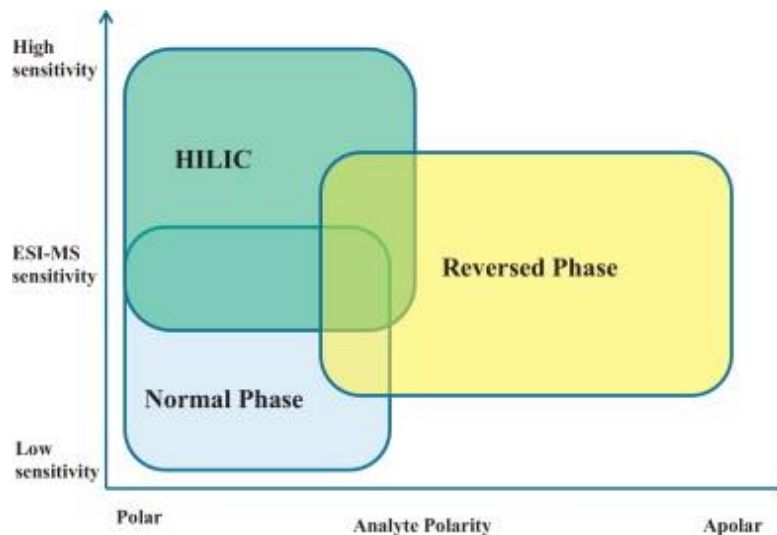 High
sensitivity
HILIC
ESI-MS
sensitivity
Reversed Phase
Normal Phase
Low
sensitivity
Polar
Analyte Polarity
Apolar